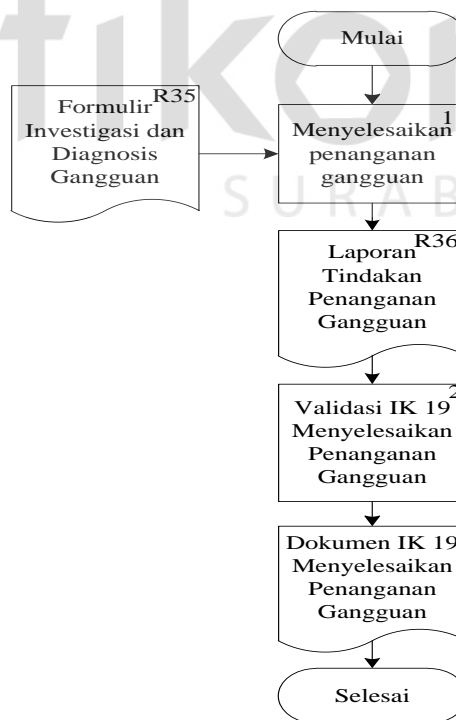 Mulai
R35
Formulir
Investigasi dan
Diagnosis
Gangguan
1
Menyelesaikan
penanganan
gangguan
R36
Laporan
Tindakan
Penanganan
Gangguan
2
Validasi IK 19
Menyelesaikan
Penanganan
Gangguan
Dokumen IK 19
Menyelesaikan
Penanganan
Gangguan
Selesai